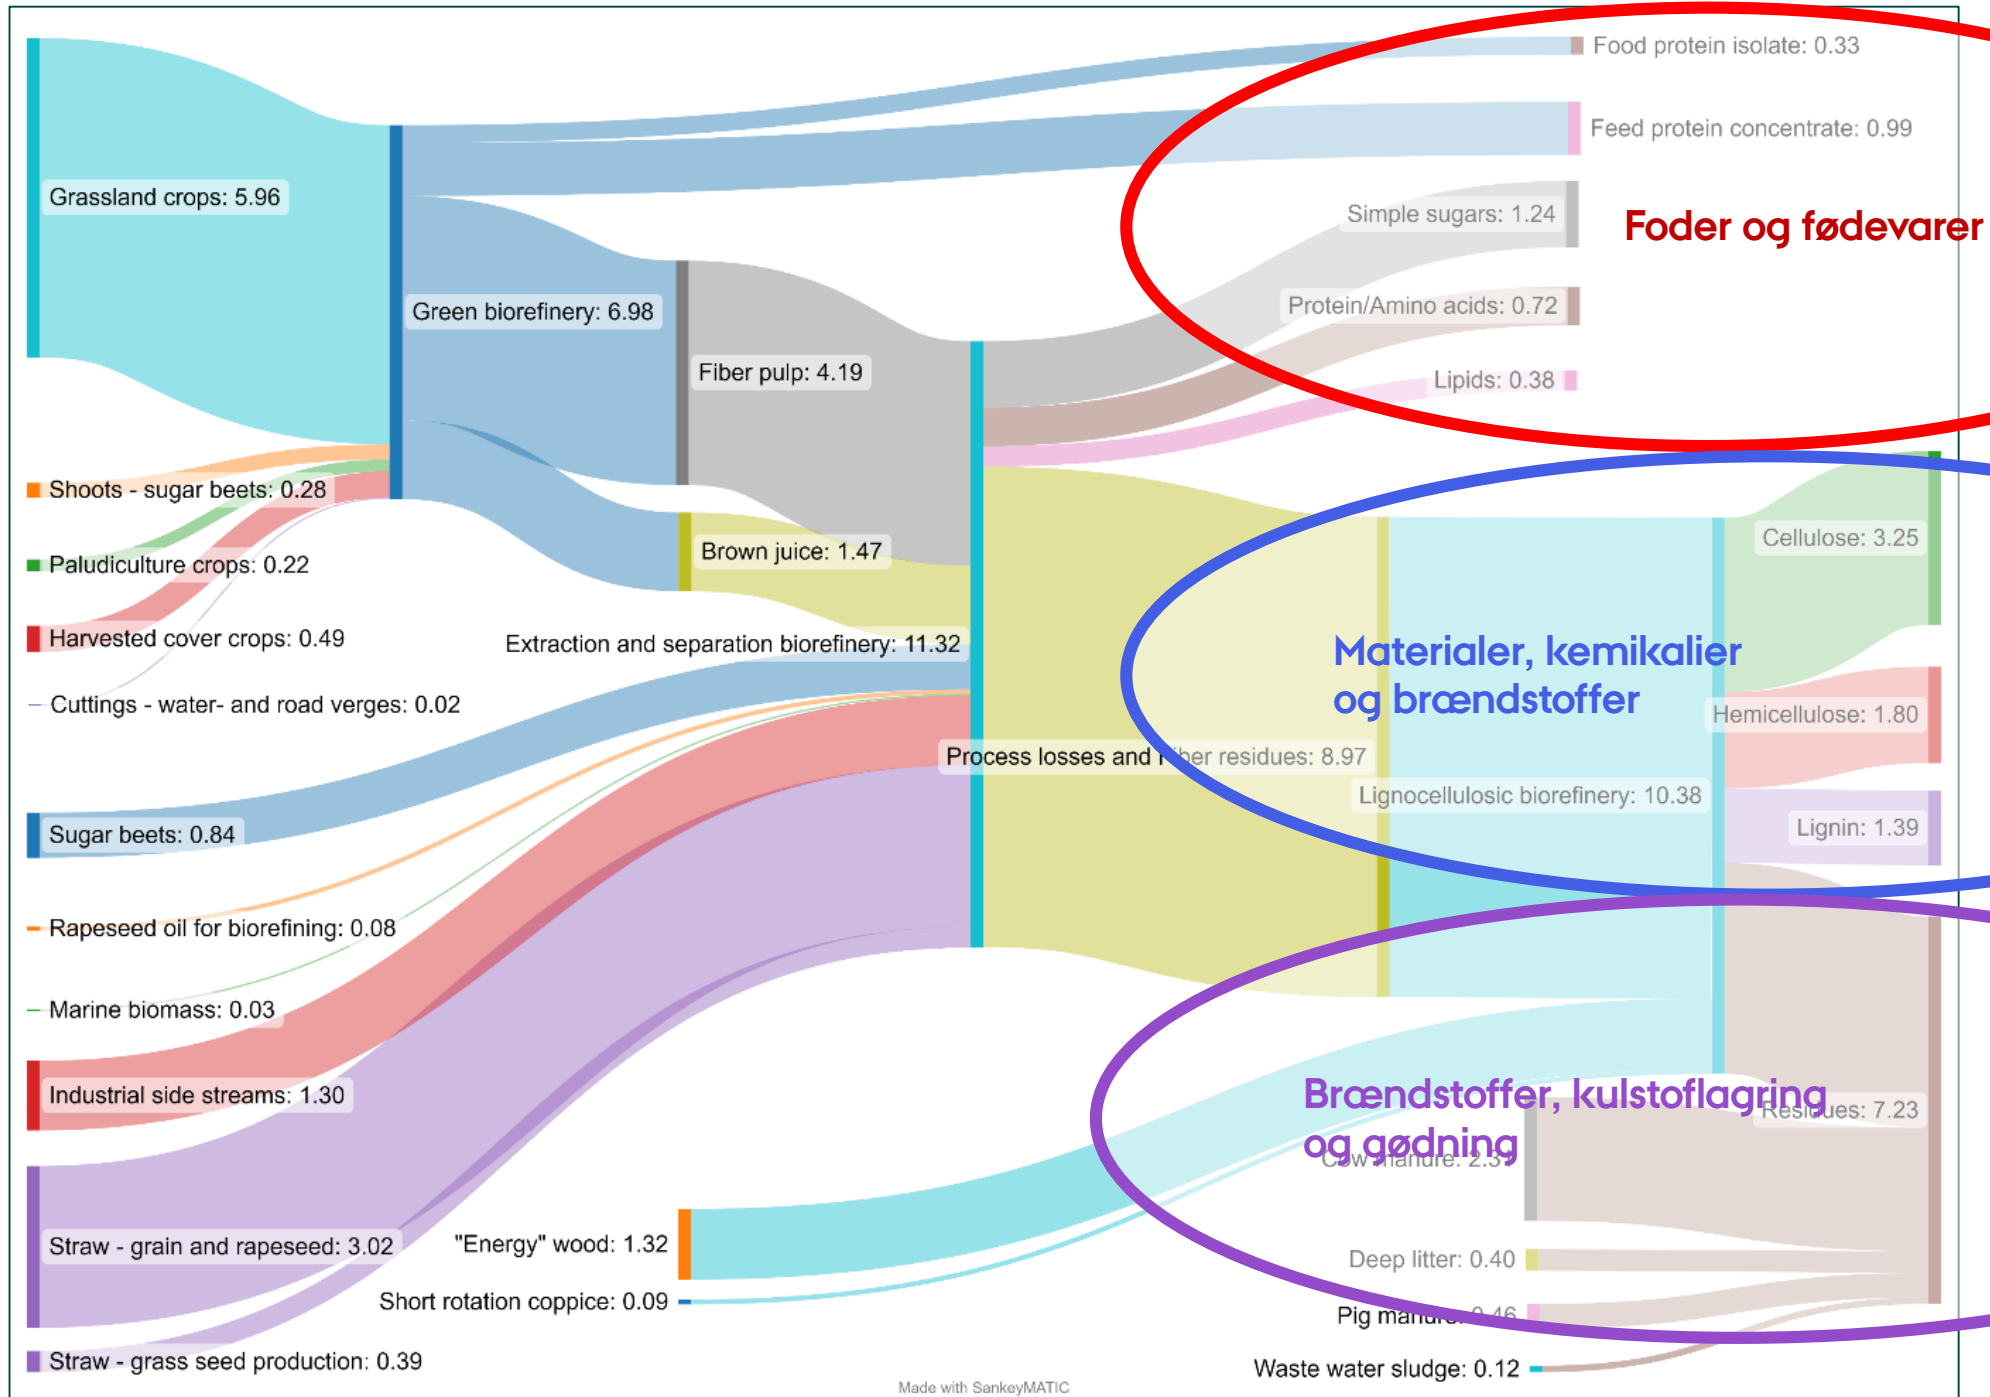 Food protein isolate: 0.33
Feed protein concentrate: 0.99
Grassland crops: 5.96
Simple sugars: 1.24
Foder og fødevarer
Green biorefinery: 6.98
Protein/Amino acids: 0.72
Fiber pulp: 4.19
Lipids: 0.38
Shoots - sugar beets: 0.28
Cellulose: 3.25
Brown juice: 1.47
Paludiculture crops: 0.22
Harvested cover crops: 0.49
Extraction and separation biorefinery: 11.32
Materialer, kemikalier
og brændstoffer
Cuttings - water- and road verges: 0.02
Hemicellulose: 1.80
Process losses and Fiber residues: 8.97
Lignocellulosic biorefinery: 10.38
Sugar beets: 0.84
Lignin: 1.39
Rapeseed oil for biorefining: 0.08
Marine biomass: 0.03
Industrial side streams: 1.30
Brændstoffer, kulstoflagring
og gødning
Residues: 7.23
Cow manure: 2.31
Straw - grain and rapeseed: 3.02
"Energy" wood: 1.32
Deep litter: 0.40
Short rotation coppice: 0.09
Pig manure: 0.46
Straw - grass seed production: 0.39
Waste water sludge: 0.12
Made with SankeyMATIC